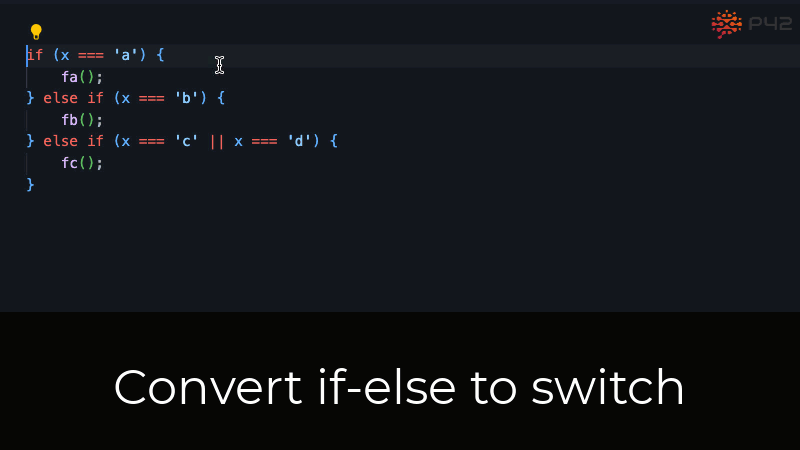 P42
if (x === 'a') {
    fa();
} else if (x === 'b') {
    fb();
} else if (x === 'c' || x === 'd') {
    fc();
}
Convert if-else to switch